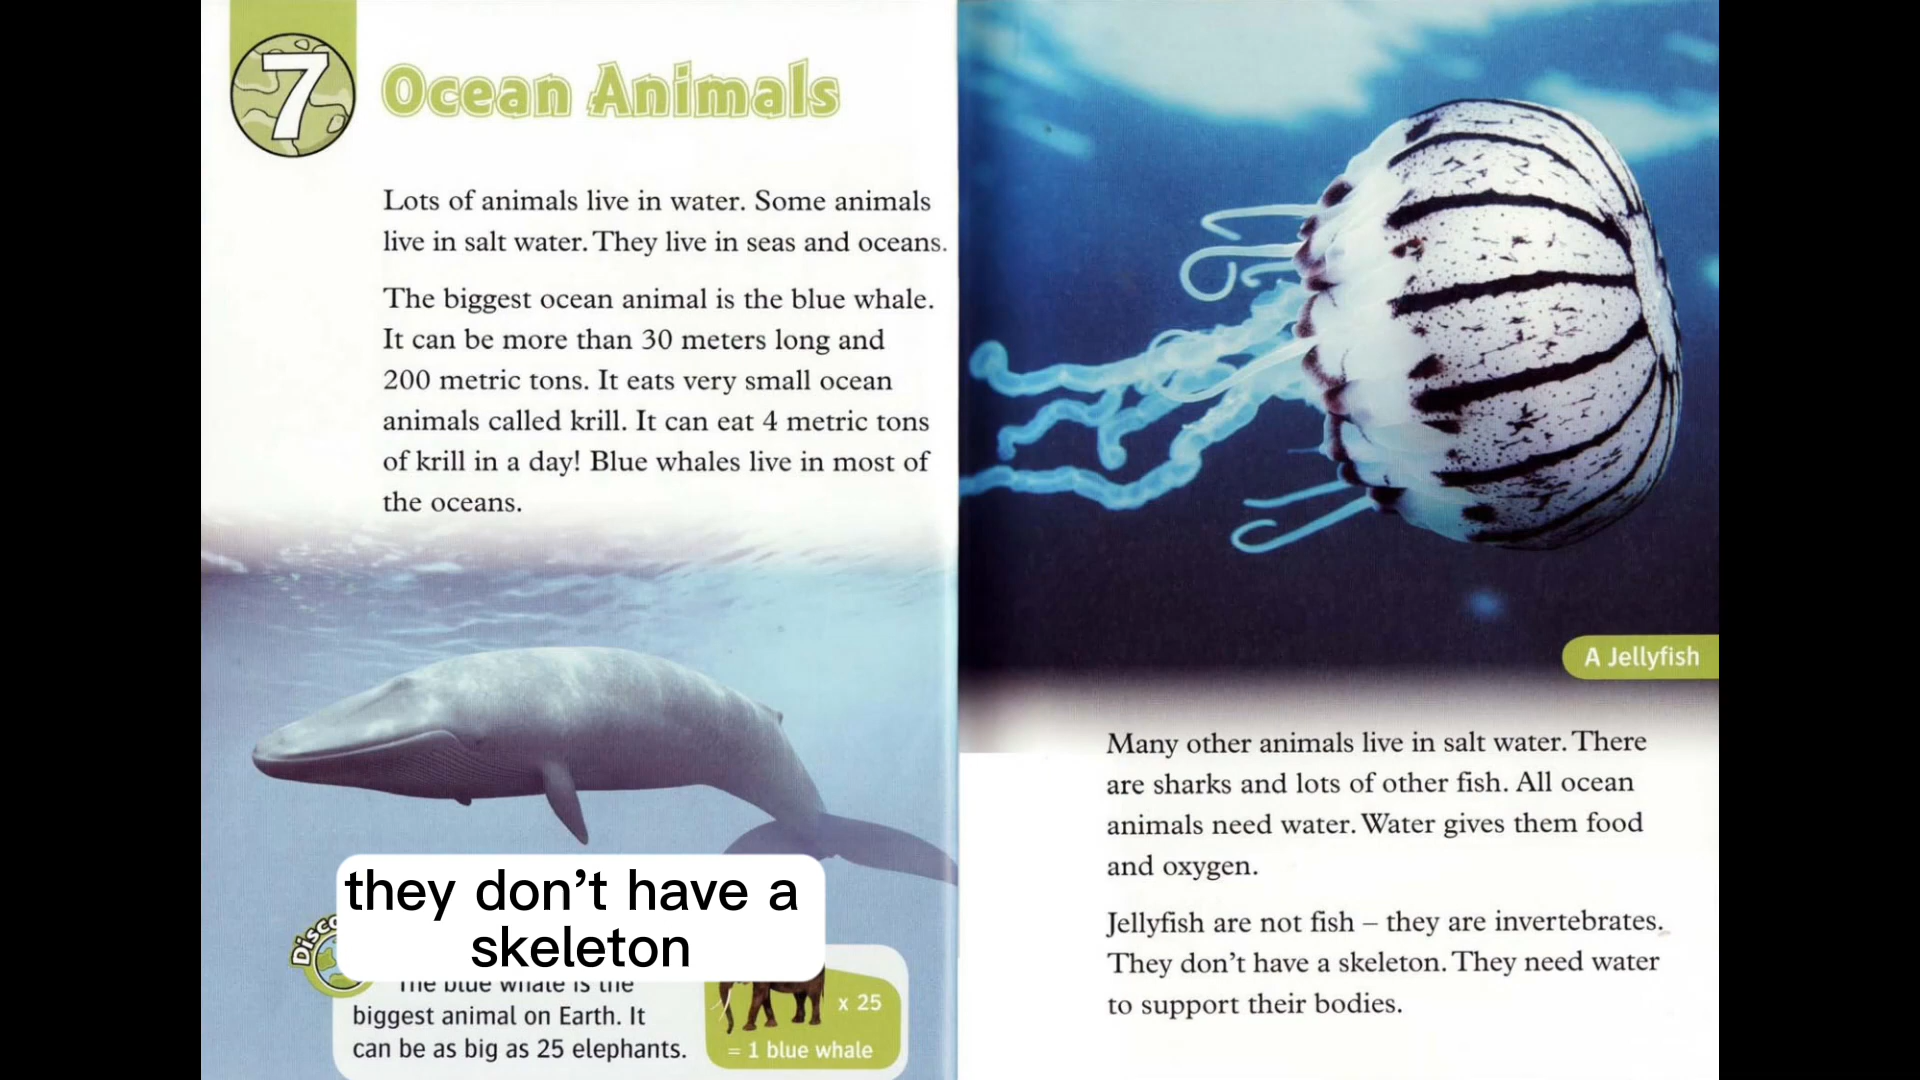 7
Ocean Animals
Lots of animals live in water. Some animals
live in salt water. They live in seas and oceans.
The biggest ocean animal is the blue whale.
It can be more than 30 meters long and
200 metric tons. It eats very small ocean
animals called krill. It can eat 4 metric tons
of krill in a day! Blue whales live in most of
the oceans.
they don’t have a
skeleton
Disco
The blue whale is the
biggest animal on Earth. It
can be as big as 25 elephants.
x 25
= 1 blue whale
A Jellyfish
Many other animals live in salt water. There
are sharks and lots of other fish. All ocean
animals need water. Water gives them food
and oxygen.
Jellyfish are not fish – they are invertebrates.
They don’t have a skeleton. They need water
to support their bodies.